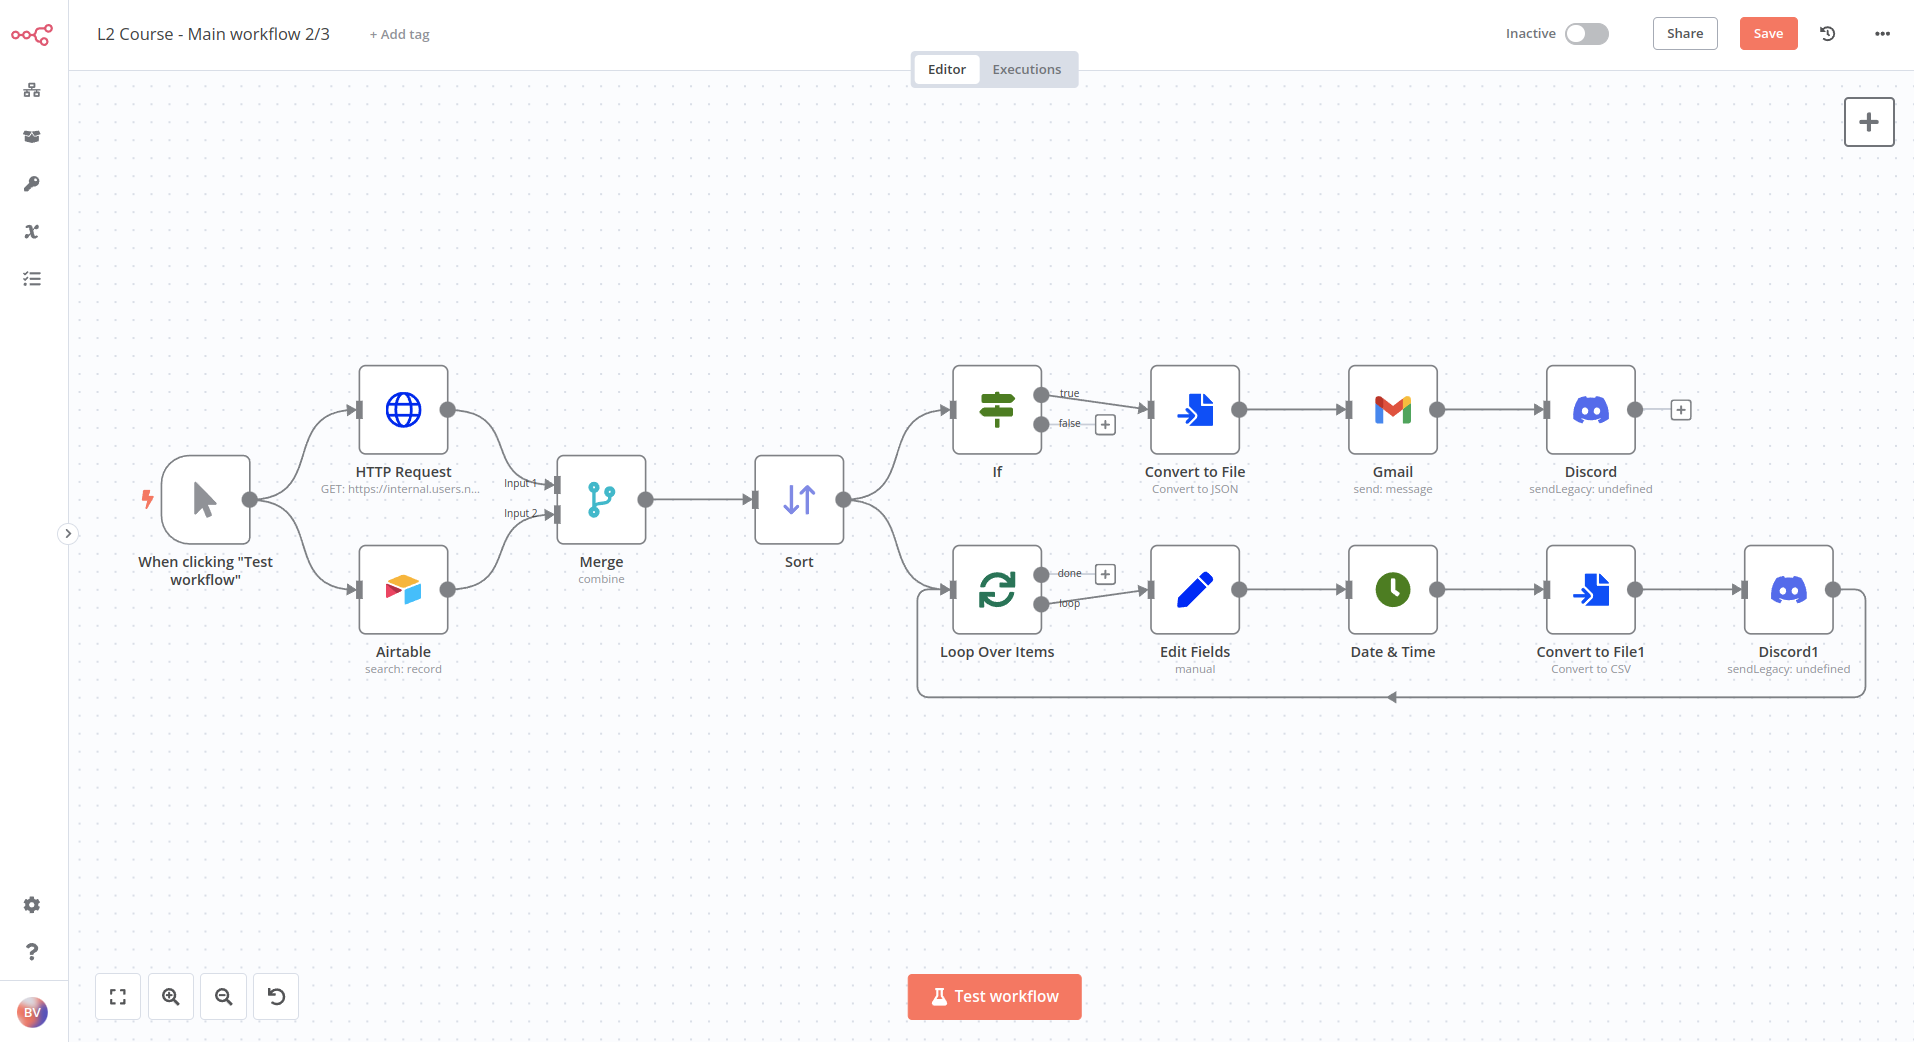 L2 Course - Main workflow 2/3
+ Add tag
Inactive
Share
Save
Editor
Executions
HTTP Request
GET: https://internal.users.n...
When clicking "Test
workflow"
Airtable
search: record
Input 1
Input 2
Merge
combine
Sort
true
false
If
Convert to File
Convert to JSON
Gmail
send: message
Discord
sendLegacy: undefined
done
loop
Loop Over Items
Edit Fields
manual
Date & Time
Convert to File1
Convert to CSV
Discord1
sendLegacy: undefined
BV
Test workflow